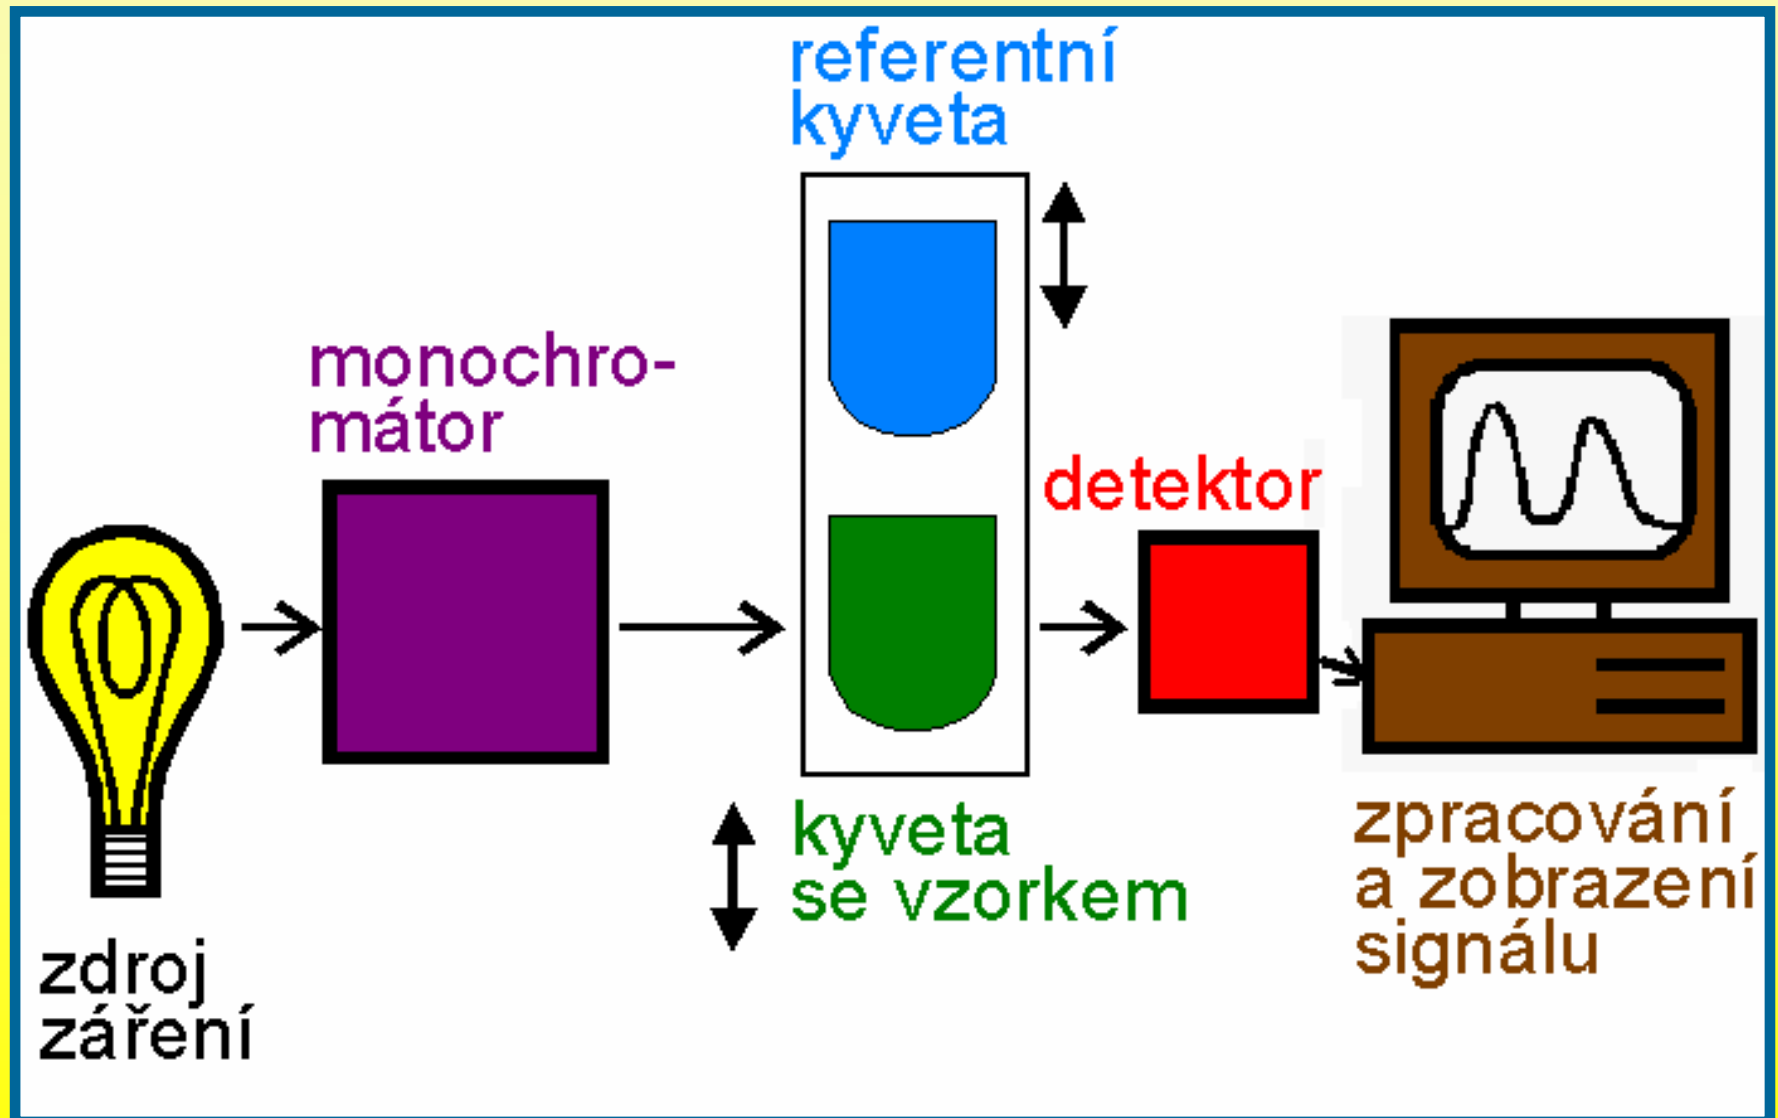 referentní
kyveta
monochro-
mátor
detektor
kyveta
se vzorkem
zpracování
a zobrazení
signálu
zdroj
záření